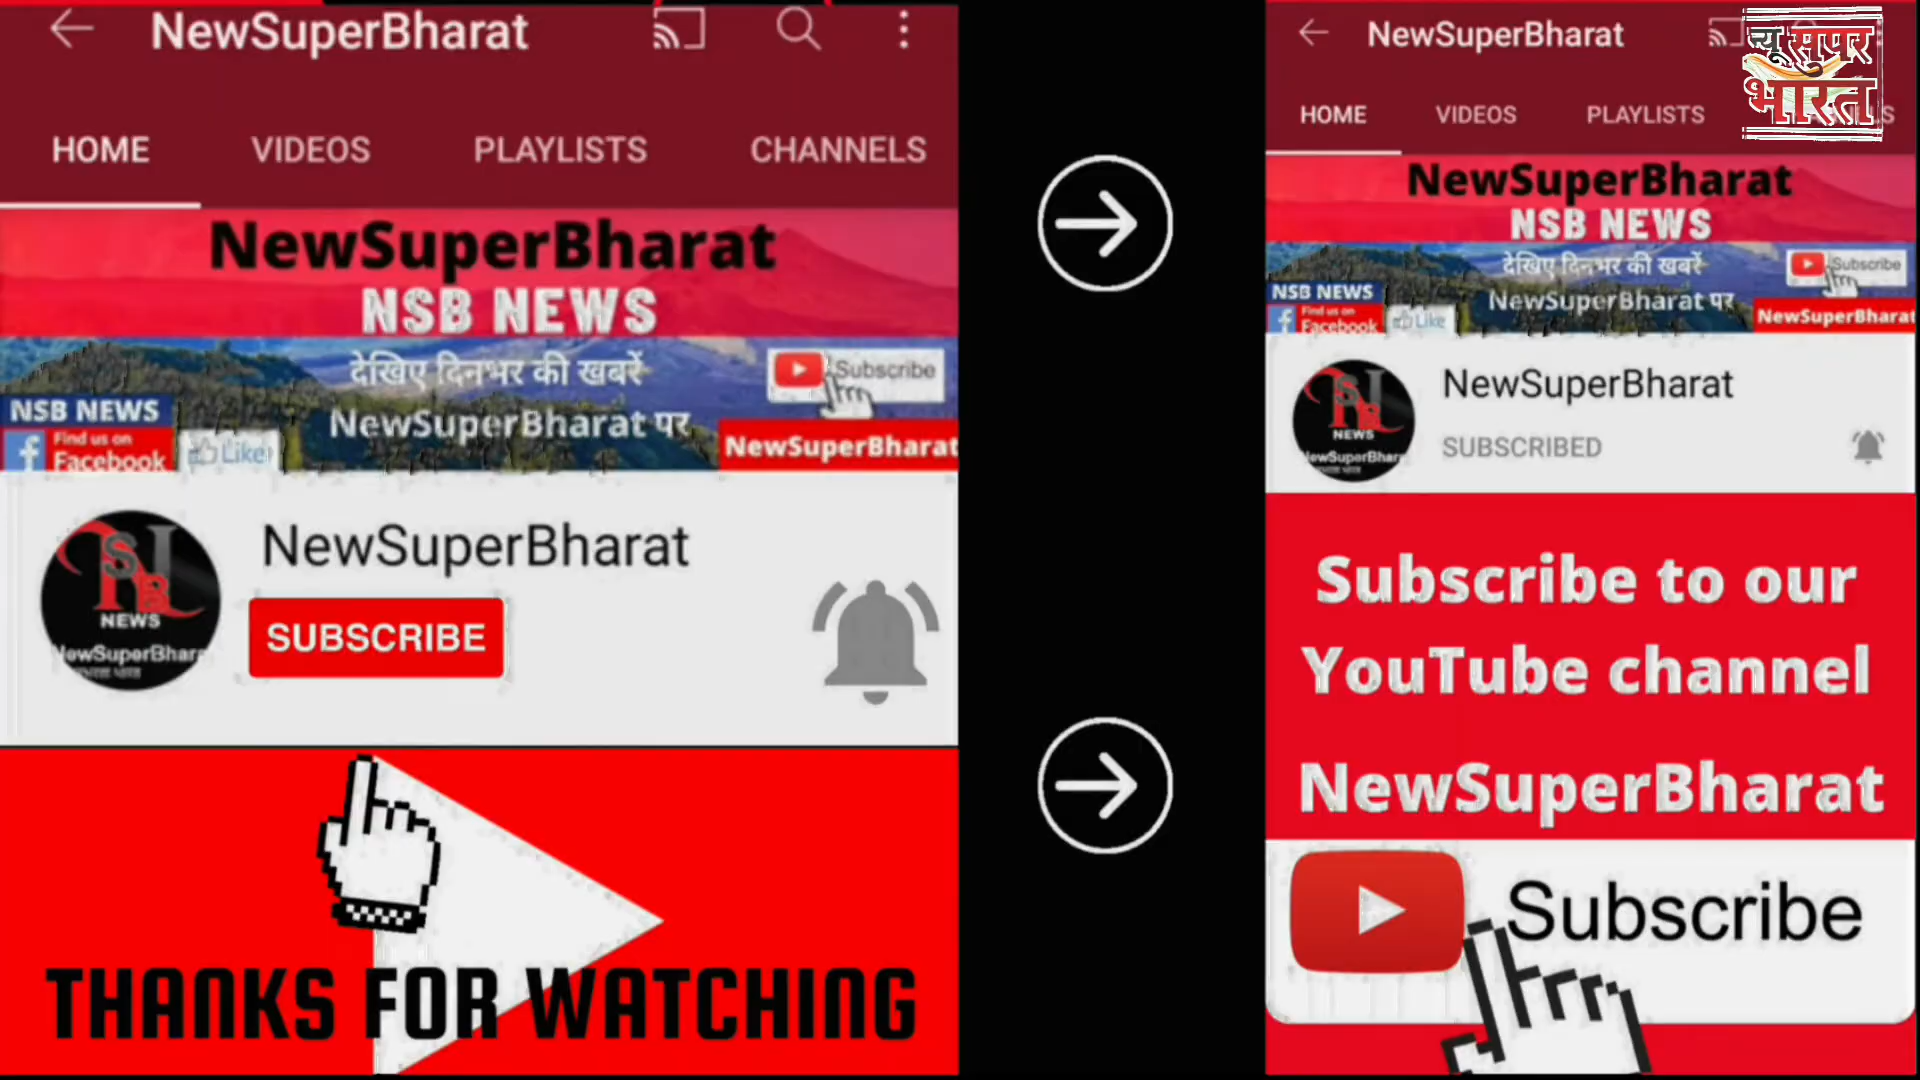 NewSuperBharat
HOME VIDEOS PLAYLISTS CHANNELS
NewSuperBharat
NSB NEWS
देखिए दिनभर की खबरें
NewSuperBharat पर
Subscribe
NSB NEWS
Find us on
Facebook
Like
NewSuperBharat
NEWS
NewSuperBharat
SUBSCRIBE
THANKS FOR WATCHING
NewSuperBharat
न्यू सुपर
भारत
HOME VIDEOS PLAYLISTS
NewSuperBharat
NSB NEWS
देखिए दिनभर की खबरें
NewSuperBharat पर
Subscribe
NSB NEWS
Find us on
Facebook
Like
NewSuperBharat
NEWS
NewSuperBharat
SUBSCRIBED
Subscribe to our
YouTube channel
NewSuperBharat
Subscribe